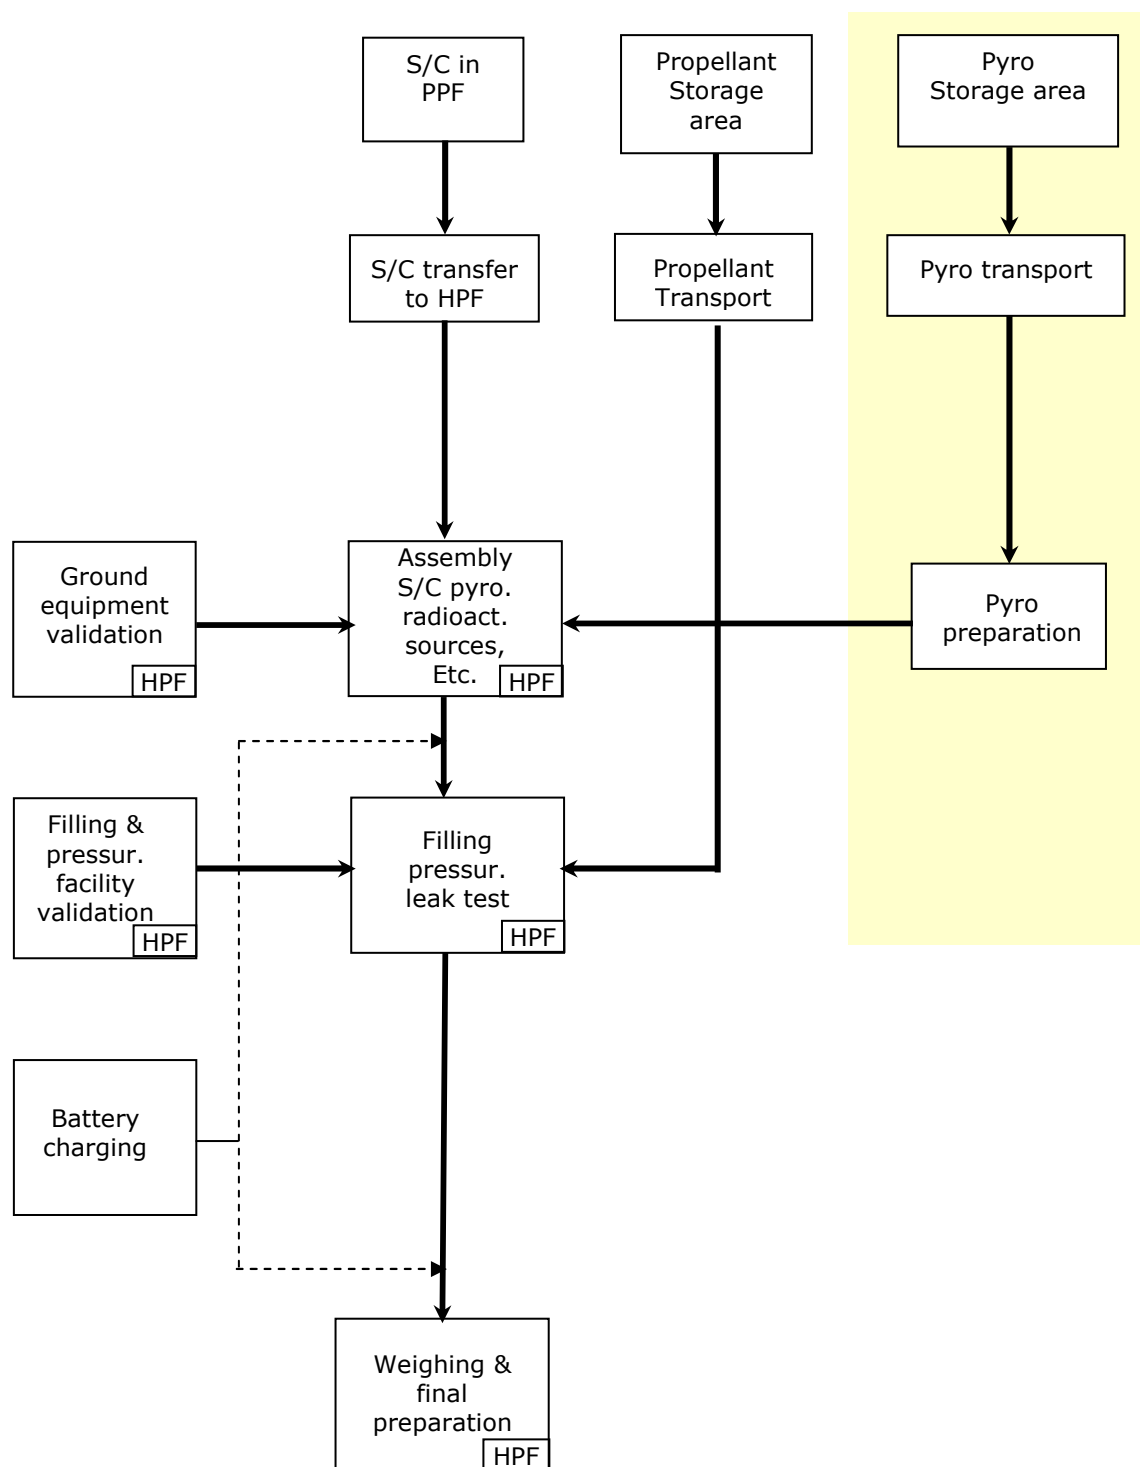 S/C in
PPF
Propellant
Storage
area
Pyro
Storage area
S/C transfer
to HPF
Propellant
Transport
Pyro transport
Ground
equipment
validation
HPF
Assembly
S/C pyro.
radioact.
sources,
Etc.
HPF
Pyro
preparation
Filling &
pressur.
facility
validation
HPF
Filling
pressur.
leak test
HPF
Battery
charging
Weighing &
final
preparation
HPF